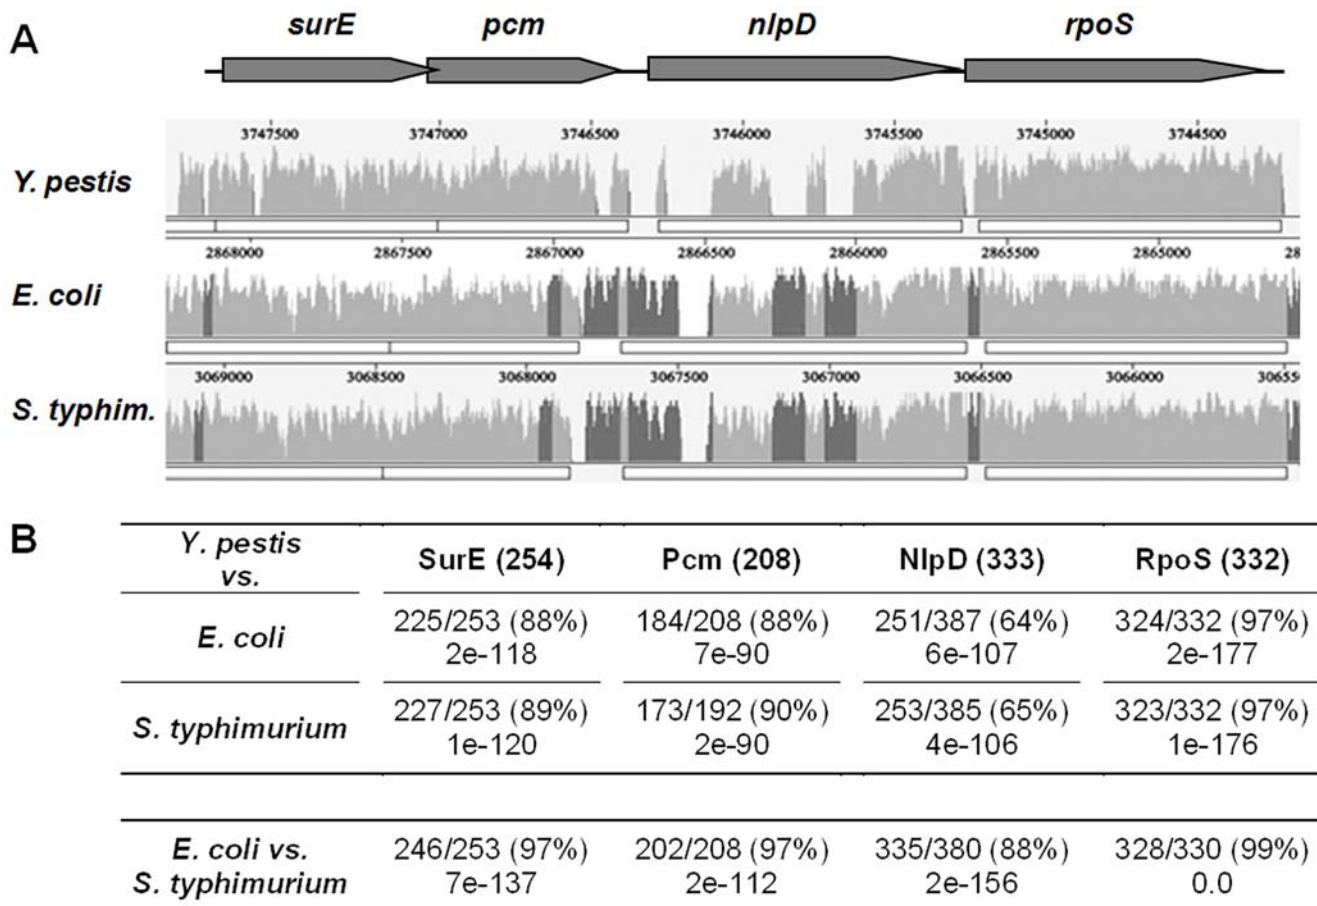 A
surE pcm nlpD rpoS
3747500 3747000 3746500 3746000 3745500 3745000 3744500
Y. pestis
2868000 2867500 2867000 2866500 2866000 2865500 2865000 28
E. coli
3069000 3068500 3068000 3067500 3067000 3066500 3066000 30655
S. typhim.
B
Y. pestis
vs.
SurE (254) Pcm (208) NlpD (333) RpoS (332)
E. coli
225/253 (88%) 184/208 (88%) 251/387 (64%) 324/332 (97%)
2e-118 7e-90 6e-107 2e-177
S. typhimurium
227/253 (89%) 173/192 (90%) 253/385 (65%) 323/332 (97%)
1e-120 2e-90 4e-106 1e-176
E. coli vs. 246/253 (97%) 202/208 (97%) 335/380 (88%) 328/330 (99%)
S. typhimurium 7e-137 2e-112 2e-156 0.0